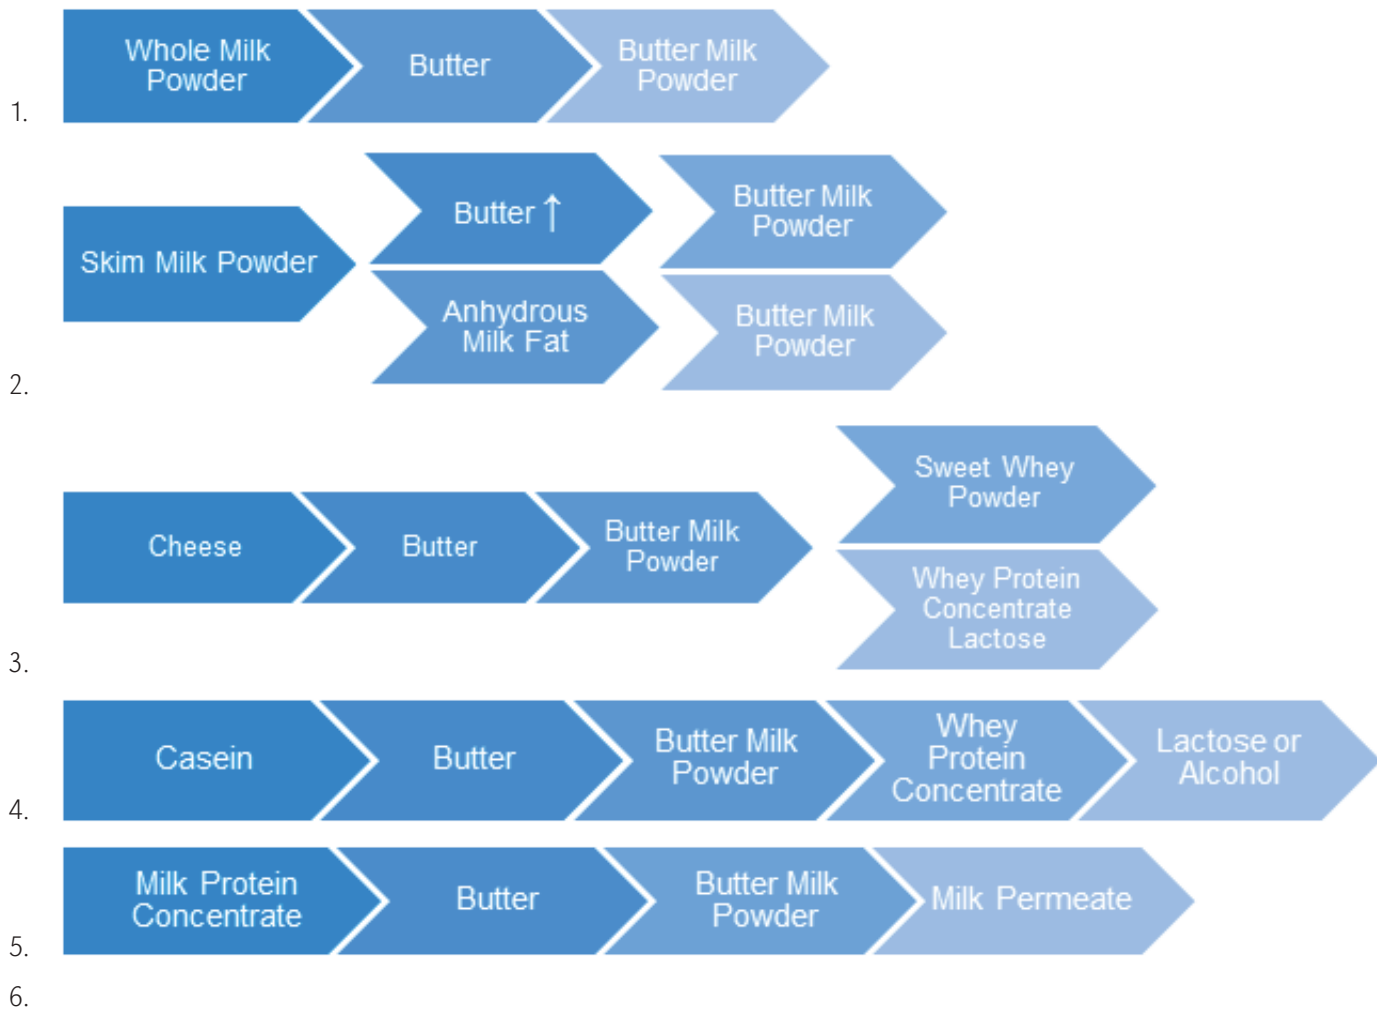 Whole Milk
Powder
Butter
Butter Milk
Powder
1.
Skim Milk Powder
Butter ↑
Butter Milk
Powder
Anhydrous
Milk Fat
Butter Milk
Powder
2.
Cheese
Butter
Butter Milk
Powder
Sweet Whey
Powder
Whey Protein
Concentrate
Lactose
3.
Casein
Butter
Butter Milk
Powder
Whey
Protein
Concentrate
Lactose or
Alcohol
4.
Milk Protein
Concentrate
Butter
Butter Milk
Powder
Milk Permeate
5.
6.